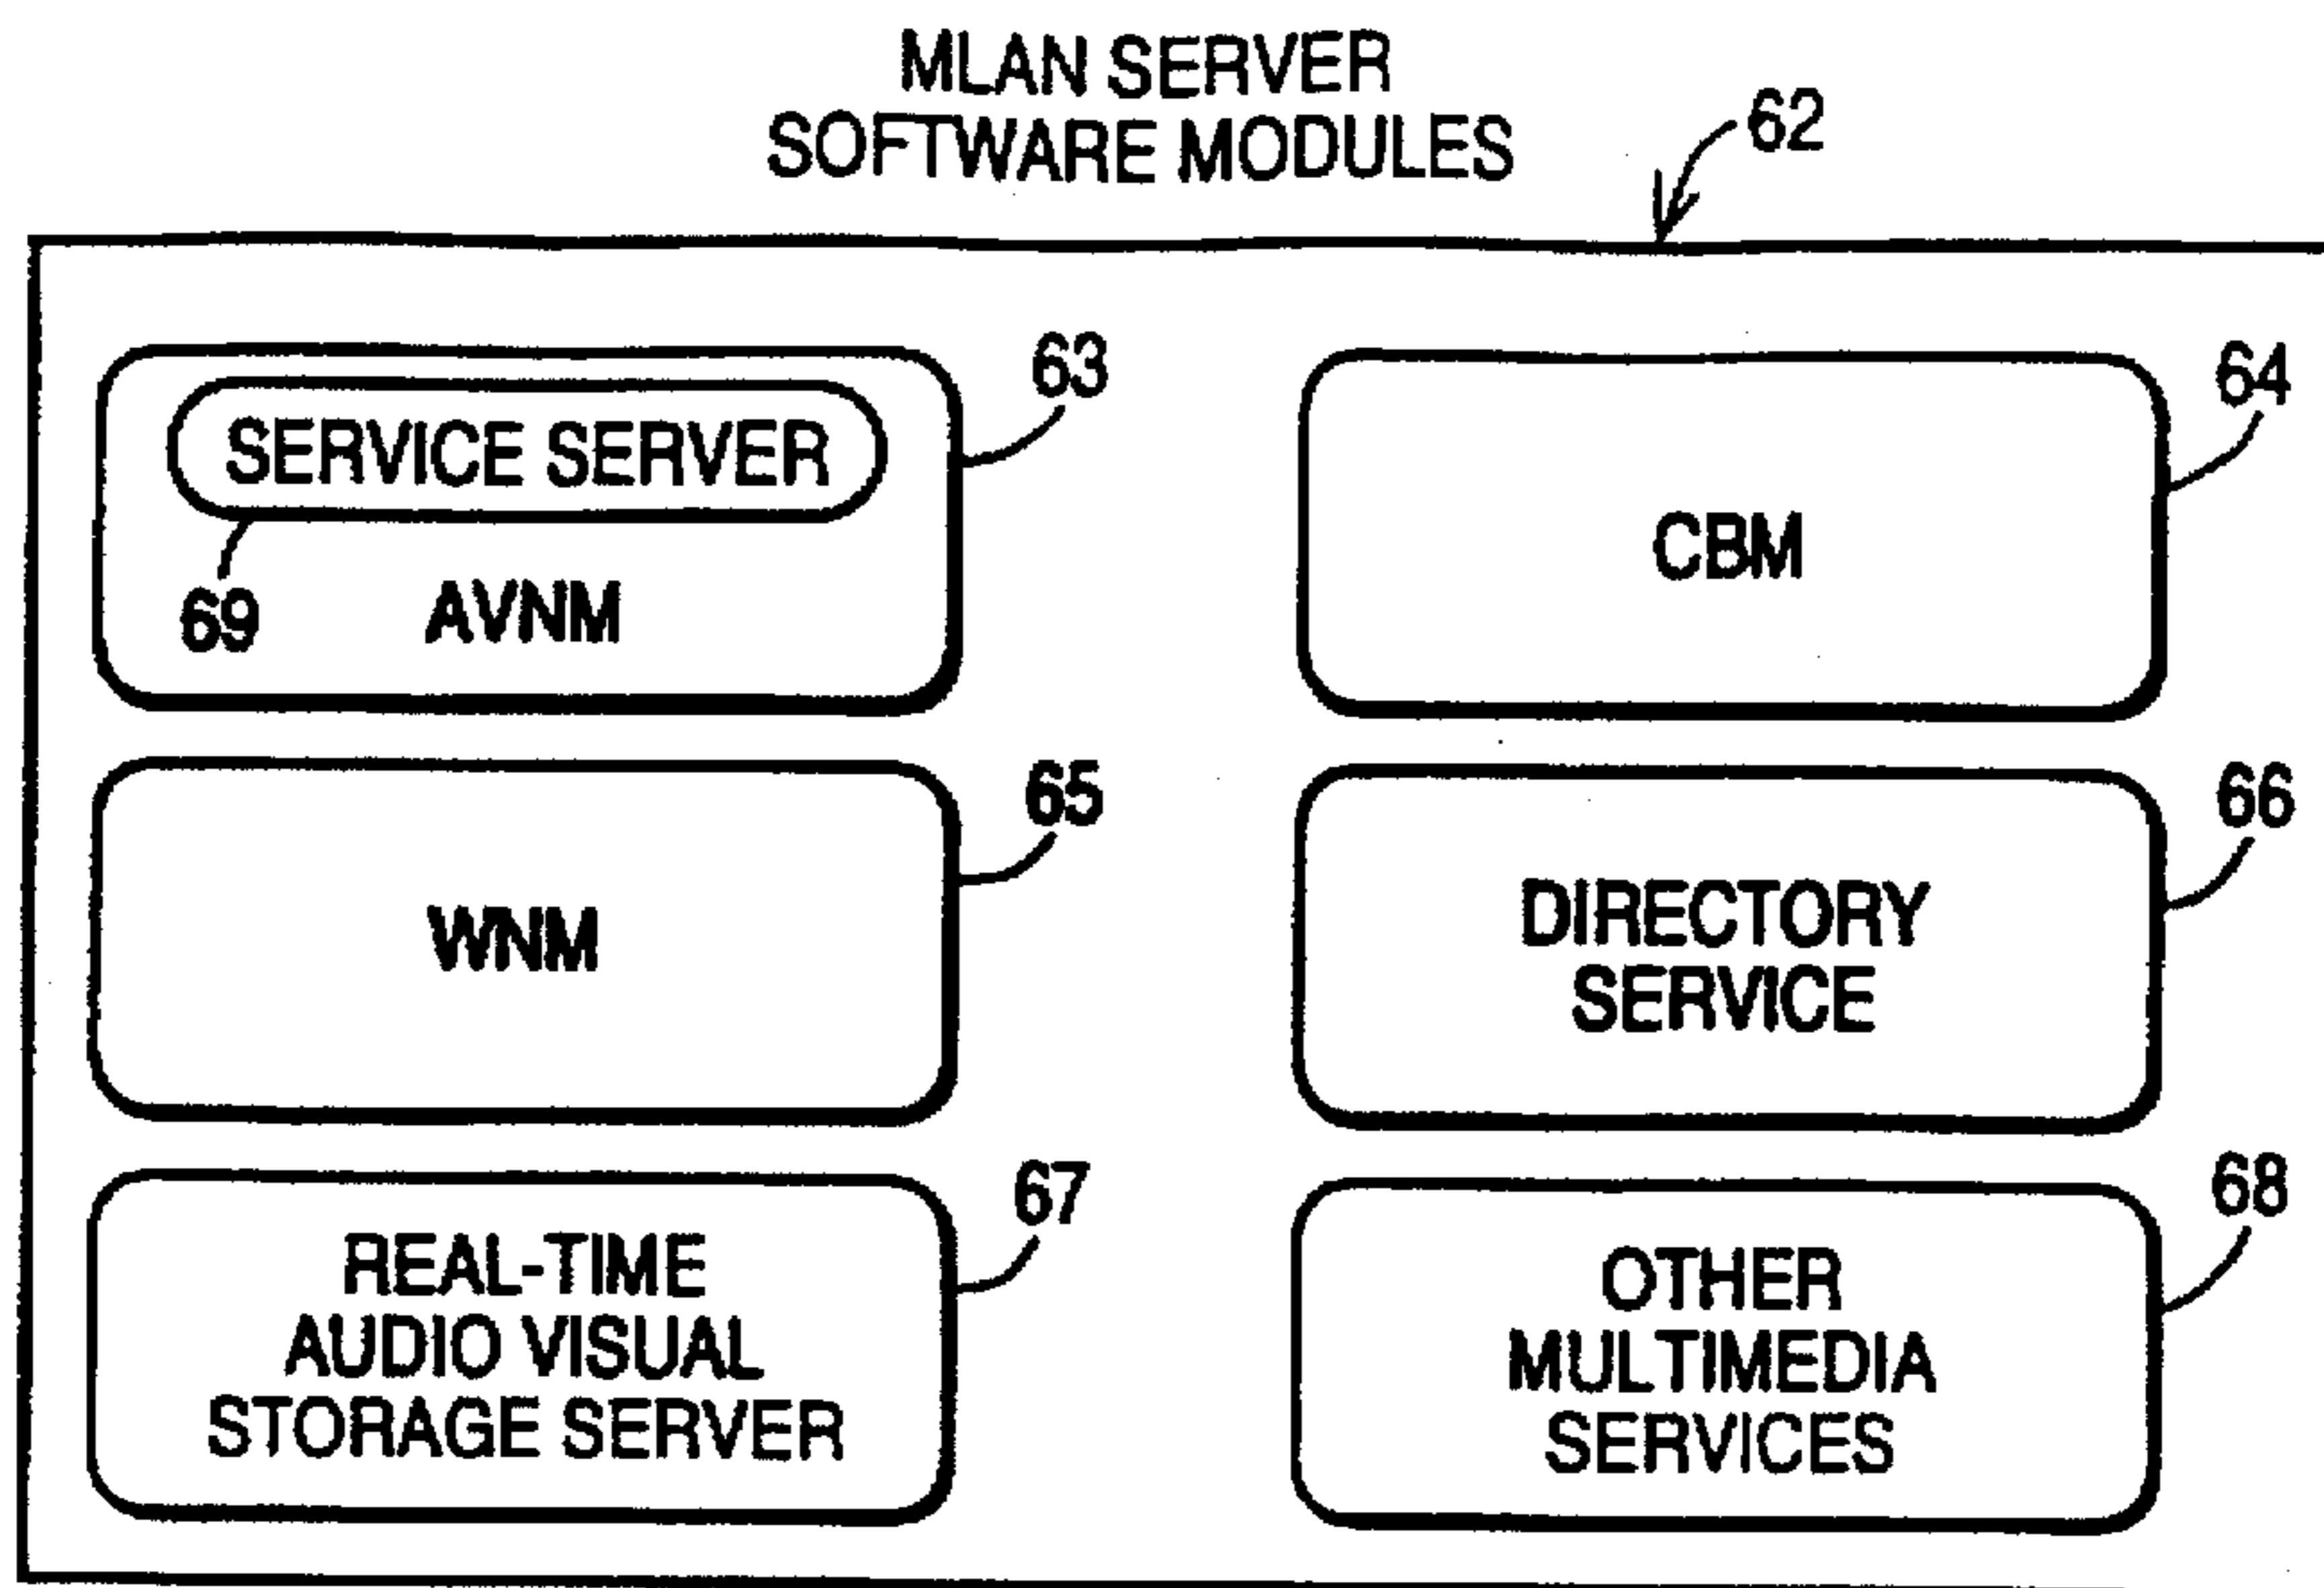 MLAN SERVER
SOFTWARE MODULES
62
63
SERVICE SERVER
69
AVNM
64
CBM
65
WNM
66
DIRECTORY
SERVICE
67
REAL-TIME
AUDIO VISUAL
STORAGE SERVER
68
OTHER
MULTIMEDIA
SERVICES